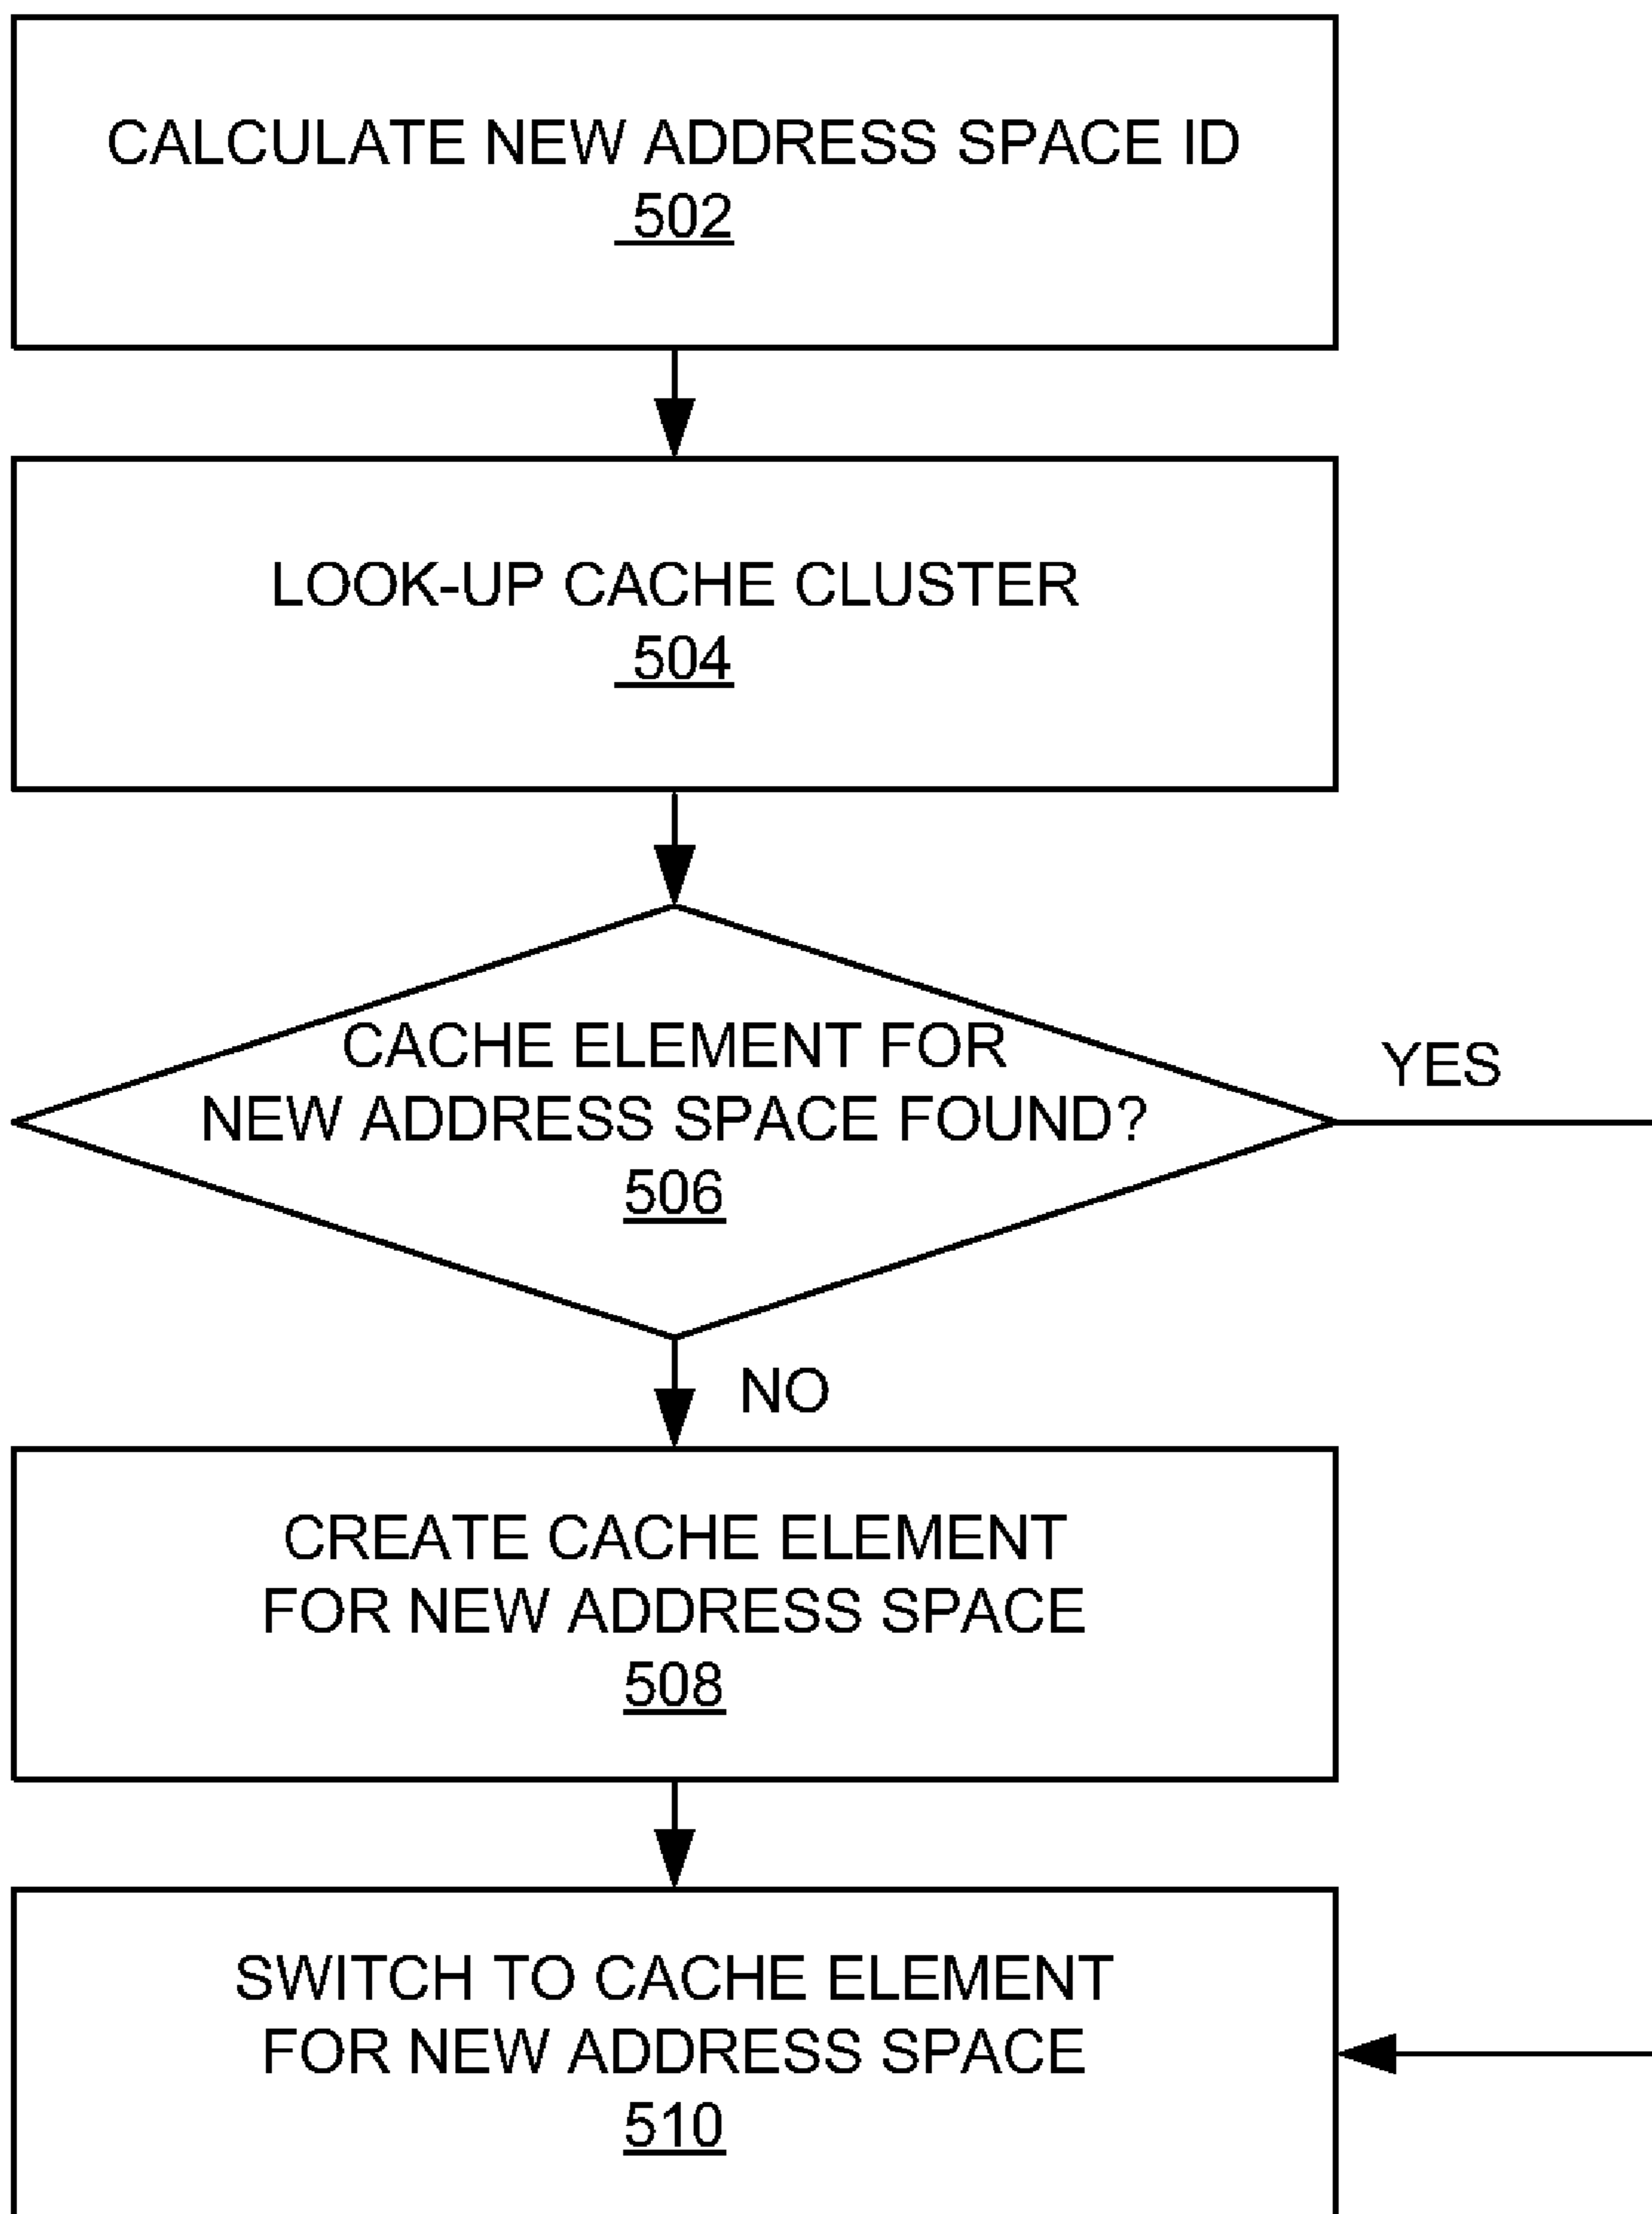 CALCULATE NEW ADDRESS SPACE ID
502
LOOK-UP CACHE CLUSTER
504
CACHE ELEMENT FOR
NEW ADDRESS SPACE FOUND?
506
YES
NO
CREATE CACHE ELEMENT
FOR NEW ADDRESS SPACE
508
SWITCH TO CACHE ELEMENT
FOR NEW ADDRESS SPACE
510